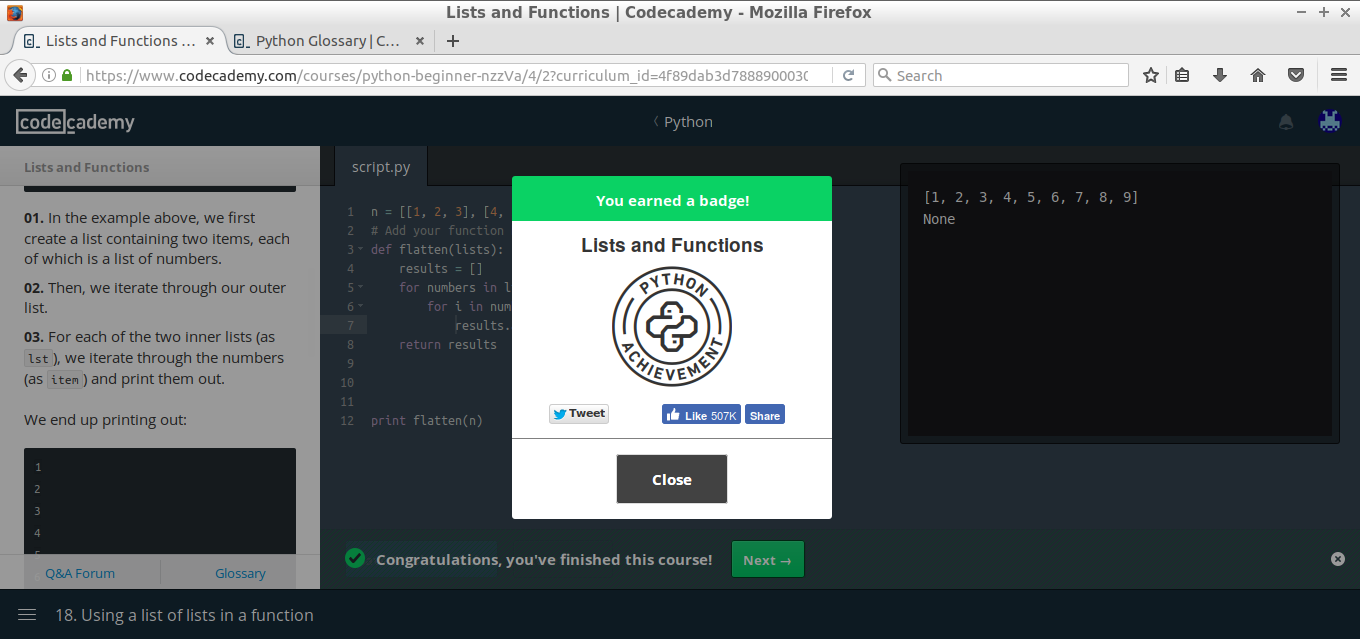 Lists and Functions | Codecademy - Mozilla Firefox
Lists and Functions ...
Python Glossary | C...
https://www.codecademy.com/courses/python-beginner-nzzVa/4/2?curriculum_id=4f89dab3d788890003
Search
codecademy
Python
Lists and Functions
01. In the example above, we first
create a list containing two items, each
of which is a list of numbers.
02. Then, we iterate through our outer
list.
03. For each of the two inner lists (as
lst), we iterate through the numbers
(as item) and print them out.
We end up printing out:
1
2
3
4
5
Q&A Forum
Glossary
script.py
1 n = [[1, 2, 3], [4,
2 # Add your function
3 def flatten(lists):
4 results = []
5 for numbers in l
6 for i in num
7 results.
8 return results
9
10
11
12 print flatten(n)
You earned a badge!
Lists and Functions
PYTHON
ACHIEVEMENT
Tweet
Like 507K
Share
Close
[1, 2, 3, 4, 5, 6, 7, 8, 9]
None
Congratulations, you've finished this course!
Next →
18. Using a list of lists in a function